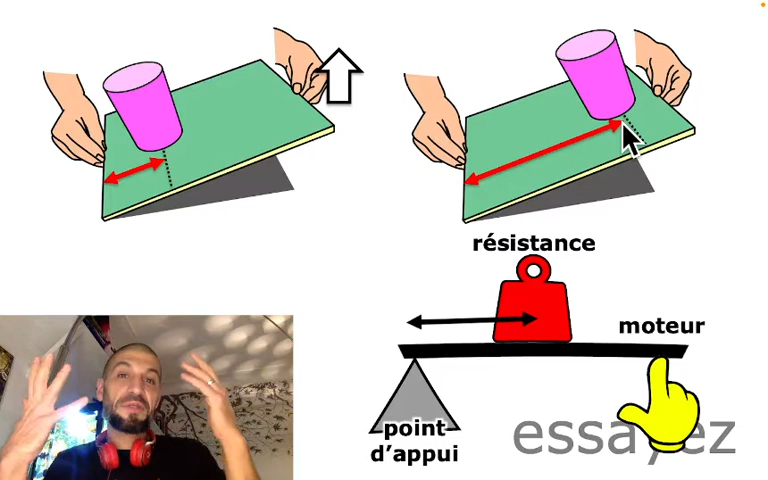 résistance
moteur
point
d'appui
essayez